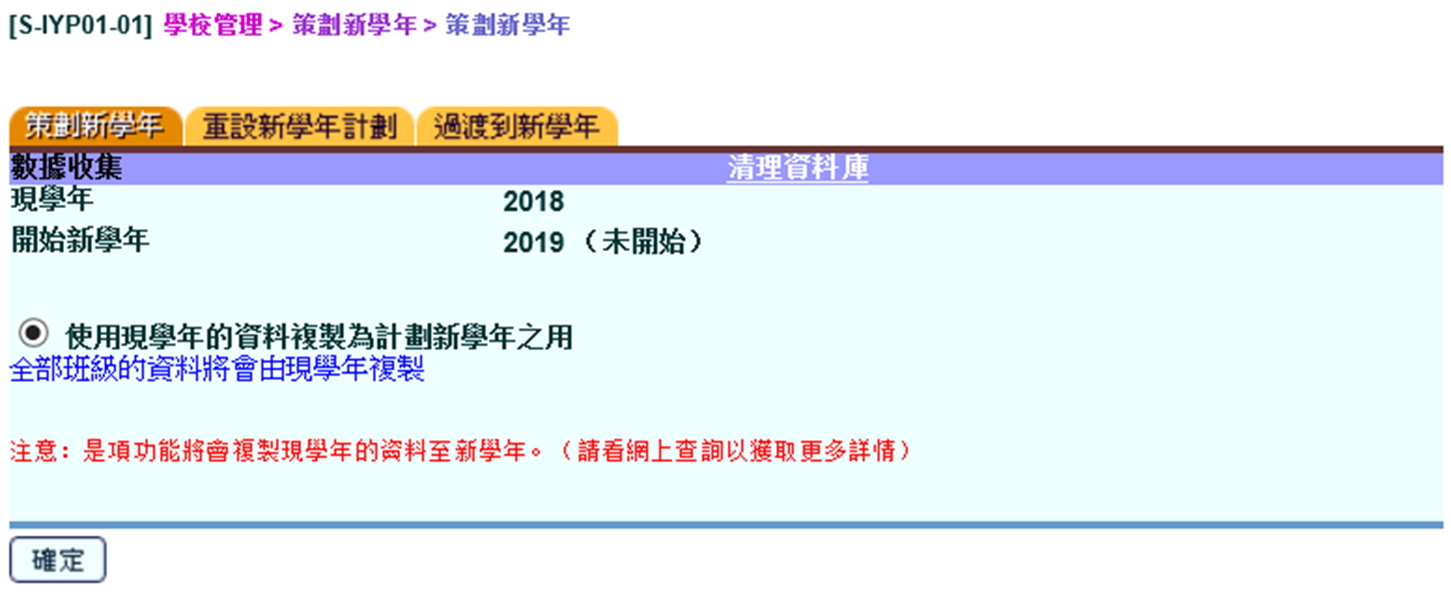 [S-IYP01-01] 學校管理 > 策劃新學年 > 策劃新學年
策劃新學年 重設新學年計劃 過渡到新學年
數據收集 清理資料庫
現學年 2018
開始新學年 2019 （未開始）
使用現學年的資料複製為計劃新學年之用
全部班級的資料將會由現學年複製
注意：是項功能將會複製現學年的資料至新學年。（請看網上查詢以獲取更多詳情）
確定